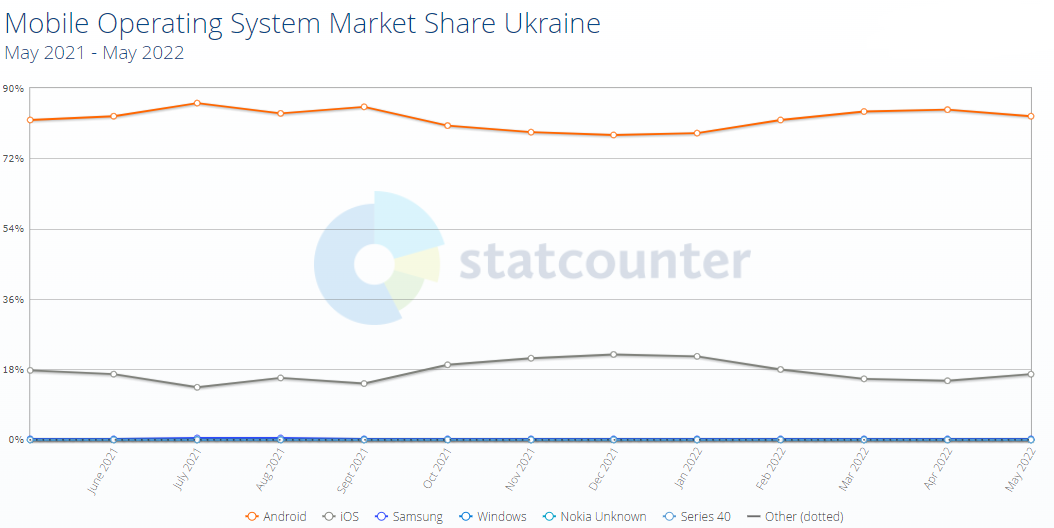 Mobile Operating System Market Share Ukraine
May 2021 - May 2022
90%
72%
54%
36%
18%
0%
statcounter
June 2021
July 2021
Aug 2021
Sept 2021
Oct 2021
Nov 2021
Dec 2021
Jan 2022
Feb 2022
Mar 2022
Apr 2022
May 2022
Android iOS Samsung Windows Nokia Unknown Series 40 Other (dotted)